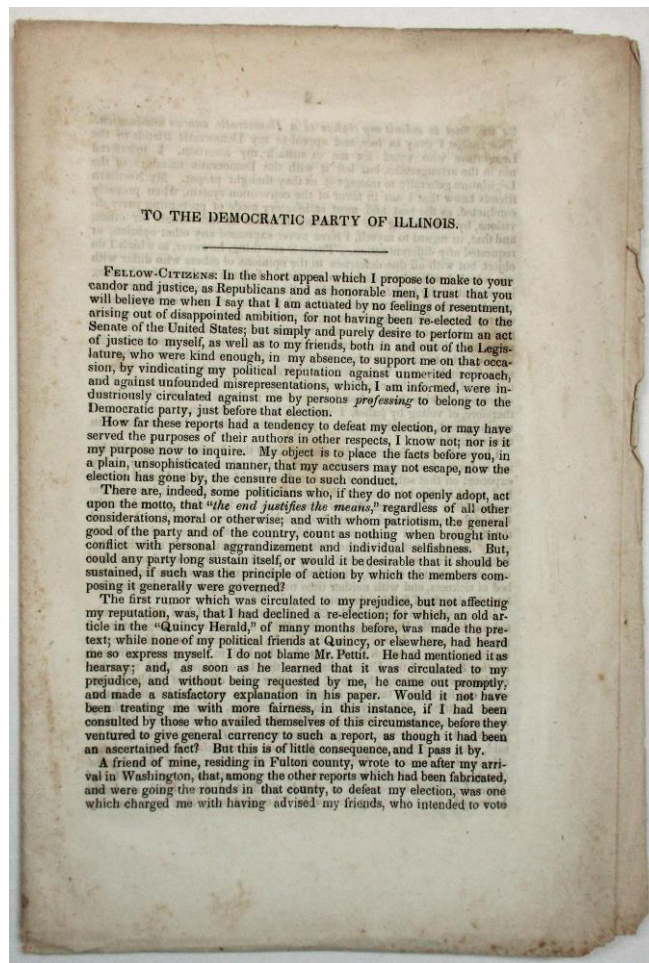 TO THE DEMOCRATIC PARTY OF ILLINOIS.
FELLOW-CITIZENS: In the short appeal which I propose to make to your
candor and justice, as Republicans and as honorable men, I trust that you
will believe me when I say that I am actuated by no feelings of resentment,
arising out of disappointed ambition, for not having been re-elected to the
Senate of the United States; but simply and purely desire to perform an act
of justice to myself, as well as to my friends, both in and out of the Legis-
lature, who were kind enough, in my absence, to support me on that occa-
sion, by vindicating my political reputation against unmerited reproach,
and against unfounded misrepresentations, which, I am informed, were in-
dustriously circulated against me by persons professing to belong to the
Democratic party, just before that election.
How far these reports had a tendency to defeat my election, or may have
served the purposes of their authors in other respects, I know not; nor is it
my purpose now to inquire. My object is to place the facts before you, in
a plain, unsophisticated manner, that my accusers may not escape, now the
election has gone by, the censure due to such conduct.
There are, indeed, some politicians who, if they do not openly adopt, act
upon the motto, that "the end justifies the means," regardless of all other
considerations, moral or otherwise; and with whom patriotism, the general
good of the party and of the country, count as nothing when brought into
conflict with personal aggrandizement and individual selfishness. But,
could any party long sustain itself, or would it be desirable that it should be
sustained, if such was the principle of action by which the members com-
posing it generally were governed?
The first rumor which was circulated to my prejudice, but not affecting
my reputation, was, that I had declined a re-election; for which, an old ar-
ticle in the "Quincy Herald," of many months before, was made the pre-
text; while none of my political friends at Quincy, or elsewhere, had heard
me so express myself. I do not blame Mr. Pettit. He had mentioned it as
hearsay; and, as soon as he learned that it was circulated to my
prejudice, and without being requested by me, he came out promptly,
and made a satisfactory explanation in his paper. Would it not have
been treating me with more fairness, in this instance, if I had been
consulted by those who availed themselves of this circumstance, before they
ventured to give general currency to such a report, as though it had been
an ascertained fact? But this is of little consequence, and I pass it by.
A friend of mine, residing in Fulton county, wrote to me after my arri-
val in Washington, that, among the other reports which had been fabricated,
and were going the rounds in that county, to defeat my election, was one
which charged me with having advised my friends, who intended to vote